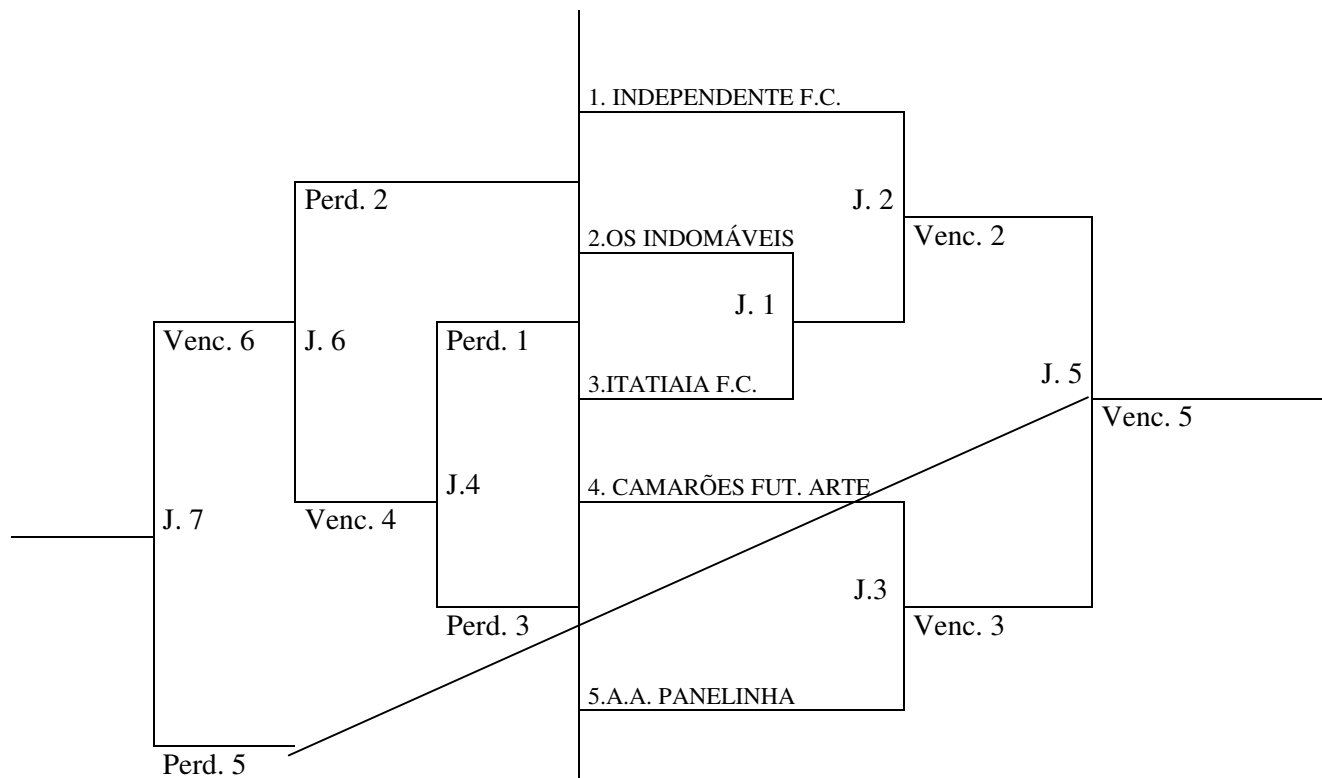 1. INDEPENDENTE F.C.
Perd. 2
J. 2
2.OS INDOMÁVEIS
Venc. 2
J. 1
Venc. 6
J. 6
Perd. 1
3.ITATIAIA F.C.
J. 5
Venc. 5
J.4
4. CAMARÕES FUT. ARTE
J. 7
Venc. 4
J.3
Perd. 3
Venc. 3
5.A.A. PANELINHA
Perd. 5